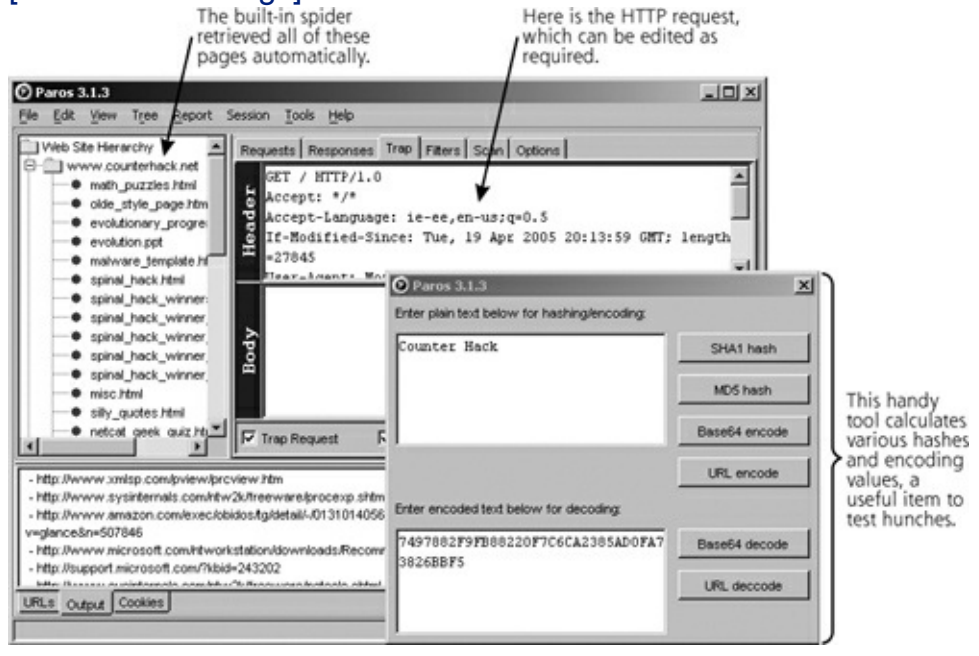 The built-in spider
retrieved all of these
pages automatically.
Here is the HTTP request,
which can be edited as
required.
Paros 3.1.3
File Edit View Tree Report Session Tools Help
Web Site Hierarchy
www.counterhack.net
math_puzzles.html
olde_style_page.htm
evolutionary_progre
evolution.ppt
malware_template.h
spinal_hack.html
spinal_hack_winner
spinal_hack_winner_
spinal_hack_winner_
spinal_hack_winner
spinal_hack_winner_
misc.html
silly_quotes.html
netcat_geek_quiz.ht
Requests Responses Trap Filters Scan Options
Header
GET / HTTP/1.0
Accept: */*
Accept-Language: ie-ee,en-us;q=0.5
If-Modified-Since: Tue, 19 Apr 2005 20:13:59 GMT; length
=27845
User-Agent: Mo
Body
Trap Request
- http://www.xmlsp.com/pview/prcview.htm
- http://www.sysinternals.com/ntw2k/freeware/procexp.shtm
- http://www.amazon.com/exec/obidos/tg/detail/-/0131014056
v=glance&n=507846
- http://www.microsoft.com/ntworkstation/downloads/Recomm
- http://support.microsoft.com/?kbid=243202
URLs Output Cookies
Paros 3.1.3
Enter plain text below for hashing/encoding:
Counter Hack
SHA1 hash
MD5 hash
Base64 encode
URL encode
Enter encoded text below for decoding:
7497882F9FB88220F7C6CA2385AD0FA7
3826BBF5
Base64 decode
URL deccode
This handy
tool calculates
various hashes
and encoding
values, a
useful item to
test hunches.